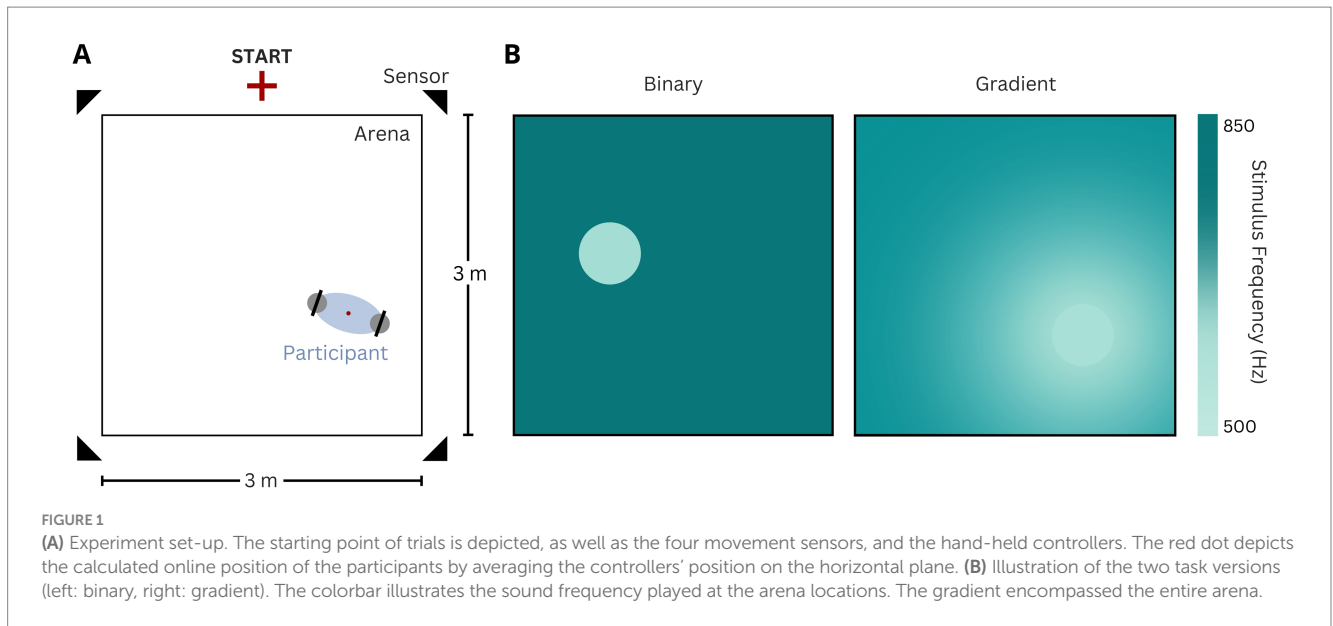 A
START
Sensor
Arena
3 m
Participant
3 m
B
Binary
Gradient
850
Stimulus Frequency (Hz)
500
FIGURE 1
(A) Experiment set-up. The starting point of trials is depicted, as well as the four movement sensors, and the hand-held controllers. The red dot depicts
the calculated online position of the participants by averaging the controllers’ position on the horizontal plane. (B) Illustration of the two task versions
(left: binary, right: gradient). The colorbar illustrates the sound frequency played at the arena locations. The gradient encompassed the entire arena.